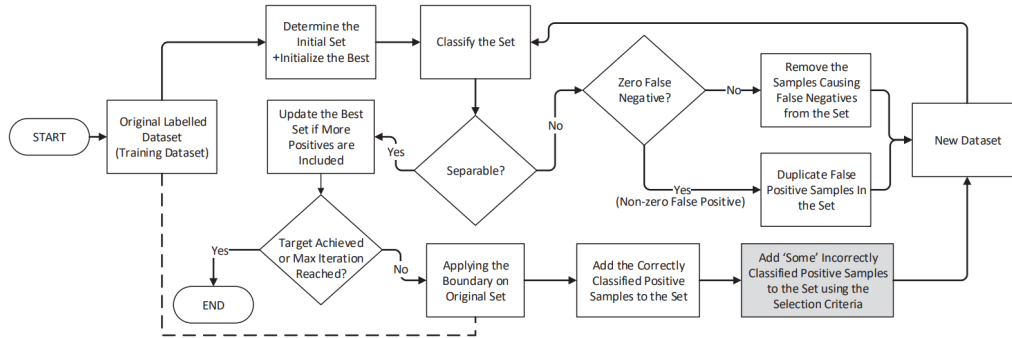 START
Original Labelled
Dataset
(Training Dataset)
Determine the
Initial Set
+Initialize the Best
Classify the Set
Separable?
Yes
No
Update the Best
Set if More
Positives are
Included
Target Achieved
or Max Iteration
Reached?
Yes
END
No
Applying the
Boundary on
Original Set
Add the Correctly
Classified Positive
Samples to the Set
Add ‘Some’ Incorrectly
Classified Positive Samples
to the Set using the
Selection Criteria
Zero False
Negative?
No
Remove the
Samples Causing
False Negatives
from the Set
Yes
(Non-zero False Positive)
Duplicate False
Positive Samples In
the Set
New Dataset